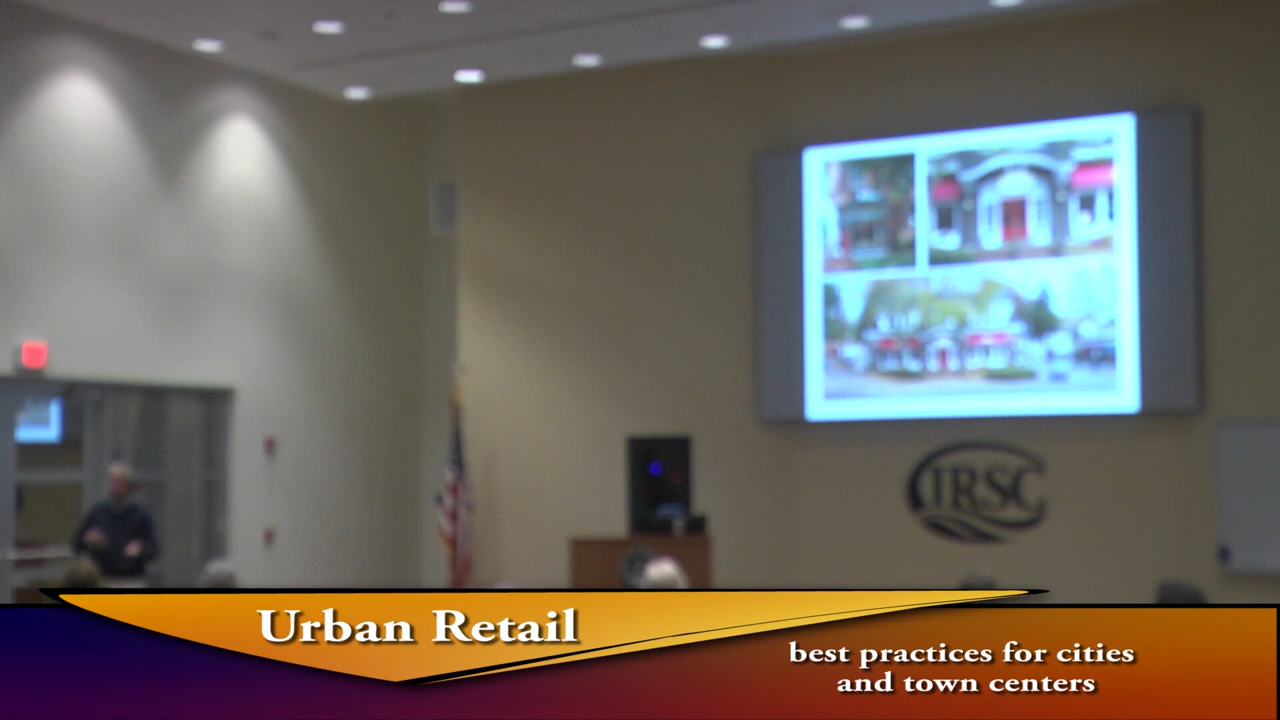 IRSC
Urban Retail
best practices for cities
and town centers